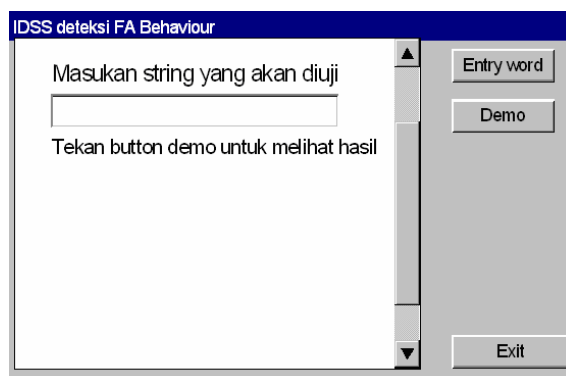 IDSS deteksi FA Behaviour
Masukan string yang akan diuji
Tekan button demo untuk melihat hasil
Entry word
Demo
Exit